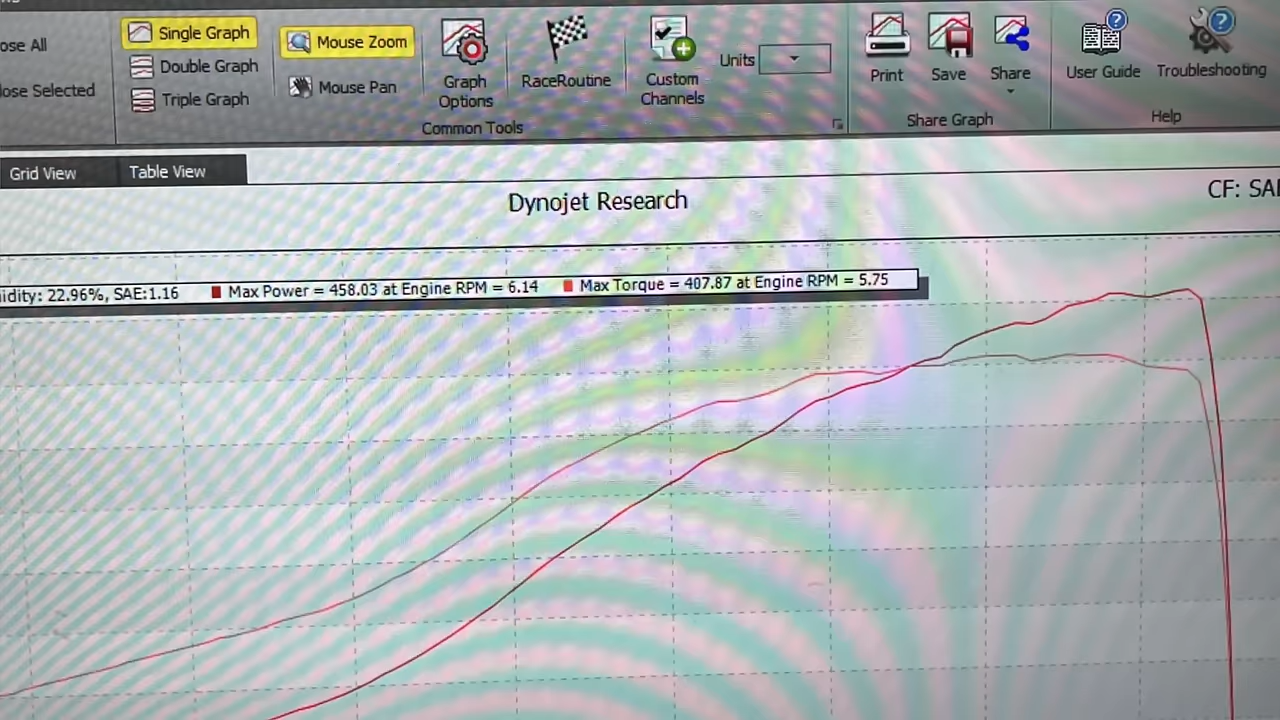 ose All
Single Graph
Mouse Zoom
Double Graph
lose Selected
Mouse Pan
Triple Graph
Graph
Options
RaceRoutine
Custom
Channels
Units
Common Tools
Print
Save
Share
Share Graph
User Guide
Troubleshooting
Help
Grid View
Table View
Dynojet Research
CF: SAE
idity: 22.96%, SAE:1.16 Max Power = 458.03 at Engine RPM = 6.14 Max Torque = 407.87 at Engine RPM = 5.75